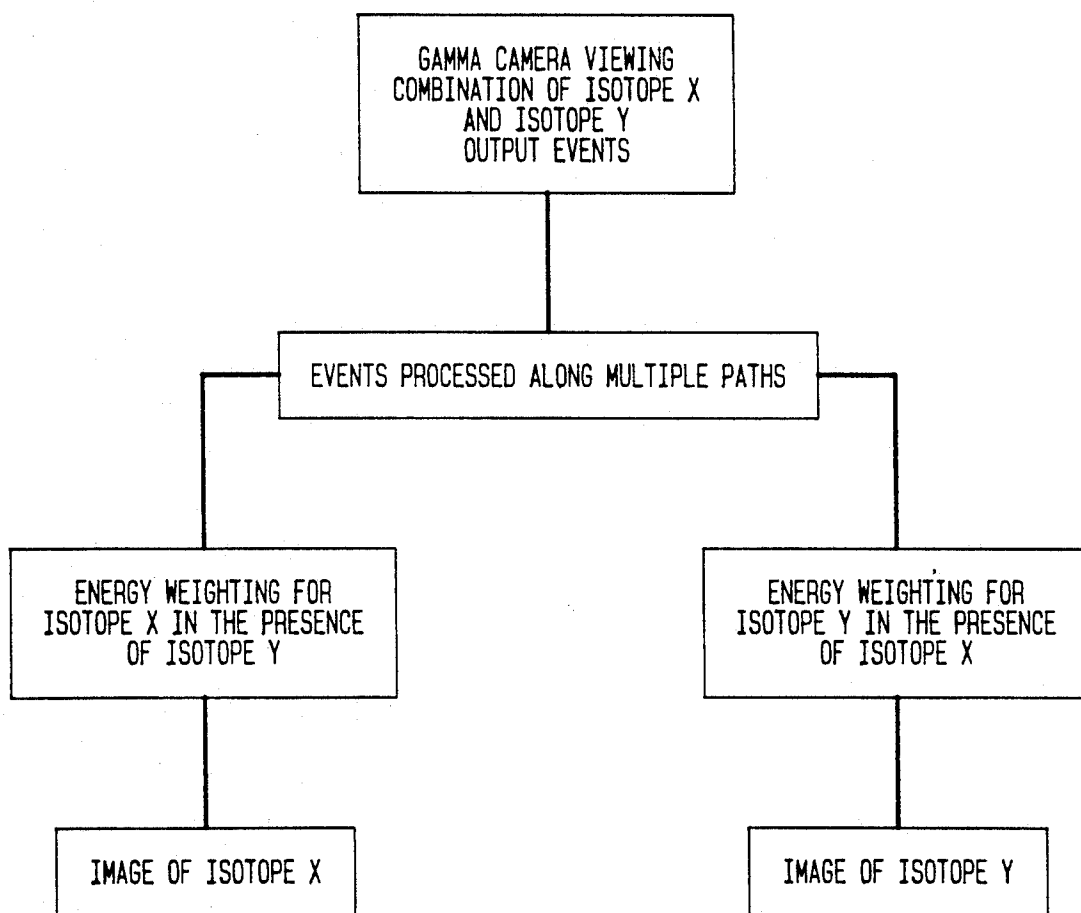 GAMMA CAMERA VIEWING
COMBINATION OF ISOTOPE X
AND ISOTOPE Y
OUTPUT EVENTS
EVENTS PROCESSED ALONG MULTIPLE PATHS
ENERGY WEIGHTING FOR
ISOTOPE X IN THE PRESENCE
OF ISOTOPE Y
ENERGY WEIGHTING FOR
ISOTOPE Y IN THE PRESENCE
OF ISOTOPE X
IMAGE OF ISOTOPE X
IMAGE OF ISOTOPE Y